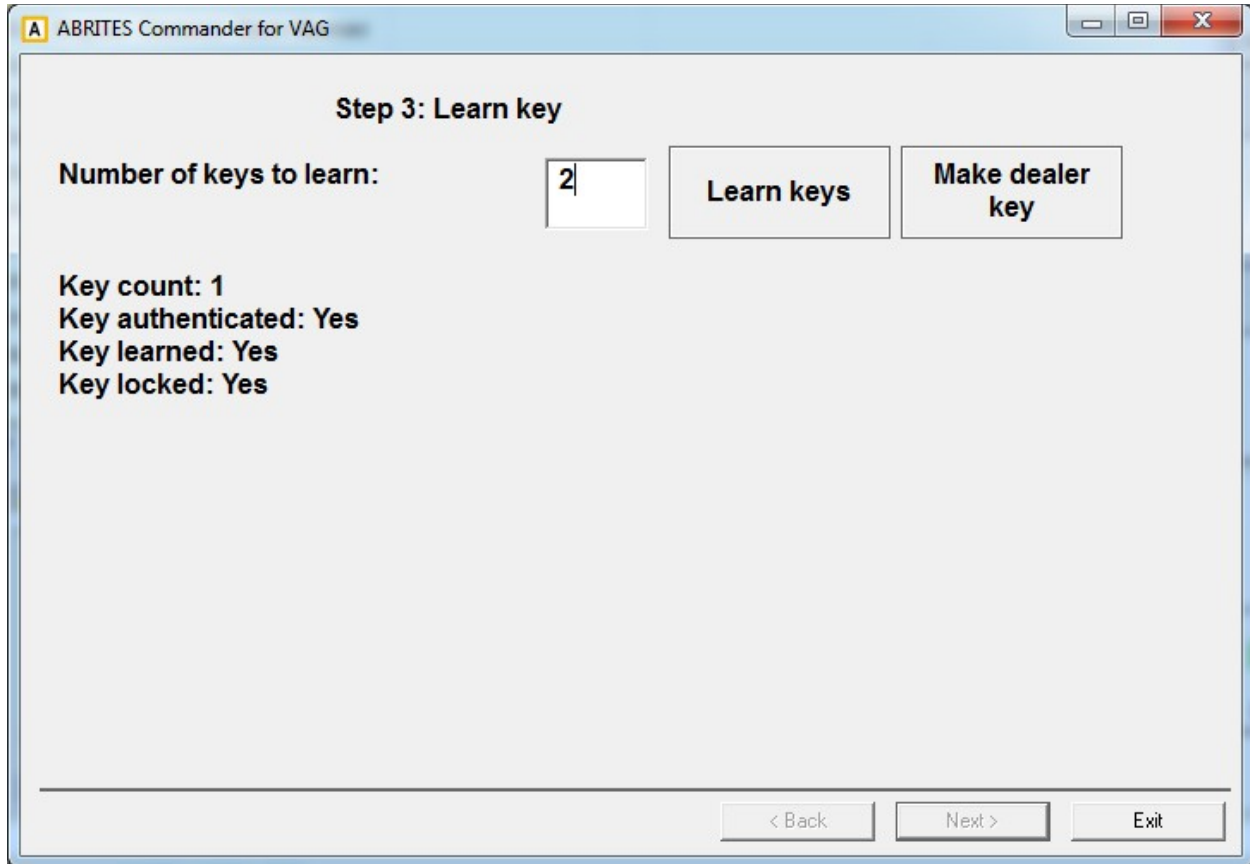 A ABRITES Commander for VAG
Step 3: Learn key
Number of keys to learn:
2
Learn keys
Make dealer
key
Key count: 1
Key authenticated: Yes
Key learned: Yes
Key locked: Yes
< Back
Next >
Exit